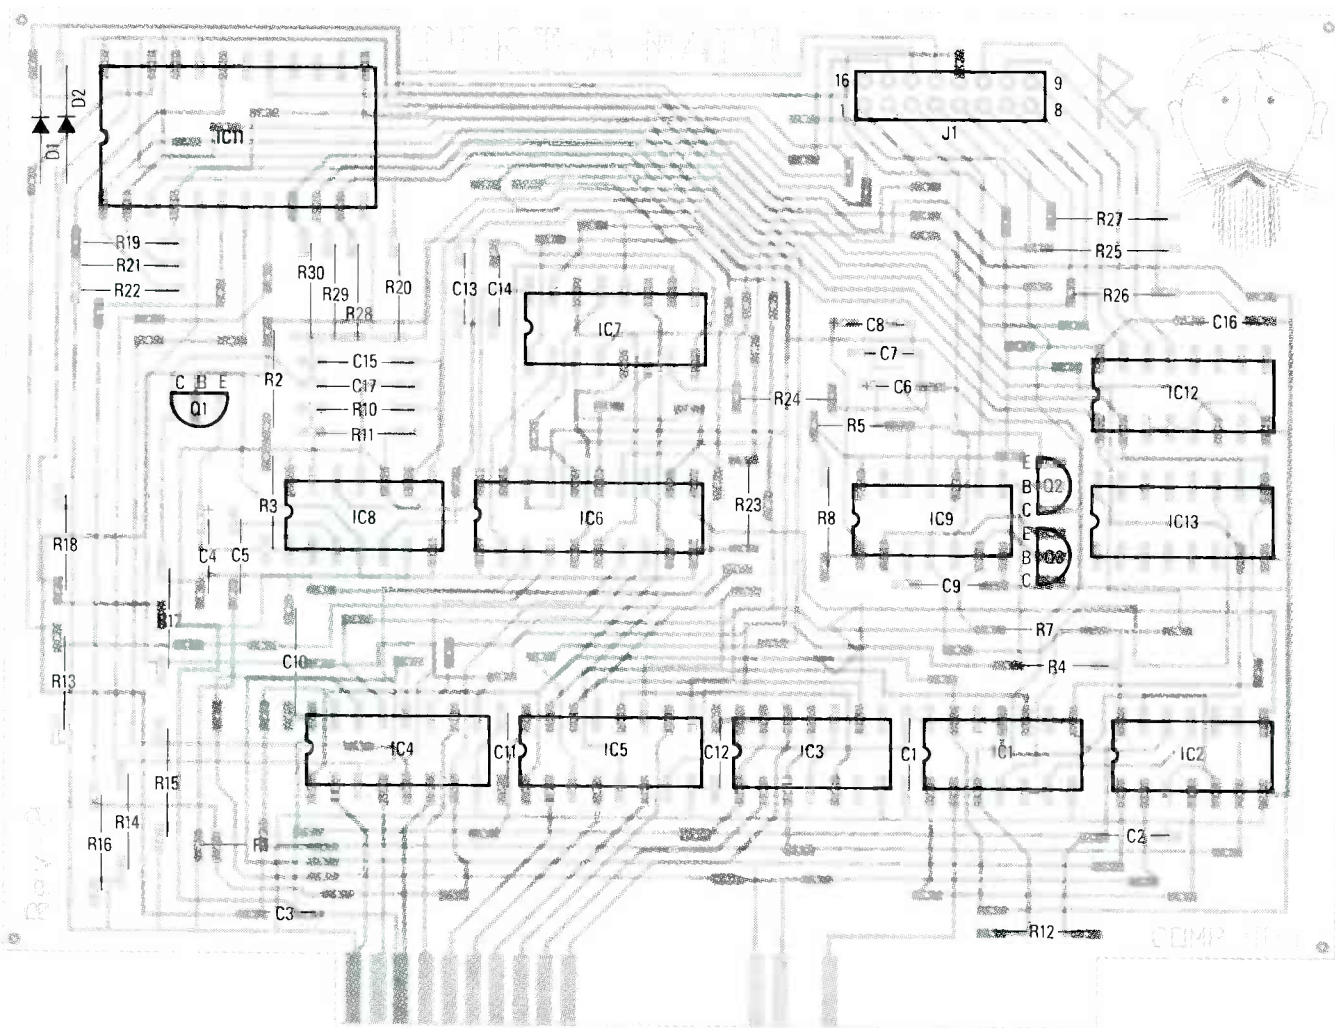 D2
D1
IC11
16
9
1
8
J1
R19
R21
R22
R30
R29
R28
R20
C13
C14
IC7
R27
R25
R26
C16
C8
C7
C6
C15
C17
R10
R11
R2
C B E
Q1
R24
R5
IC12
R18
R3
IC8
IC6
R23
R8
IC9
E
B
C
Q2
E
B
C
Q3
IC13
C4
C5
C9
R7
R4
C10
R13
IC4
C11
IC5
C12
IC3
C1
IC1
IC2
R15
R14
R16
C2
C3
R12